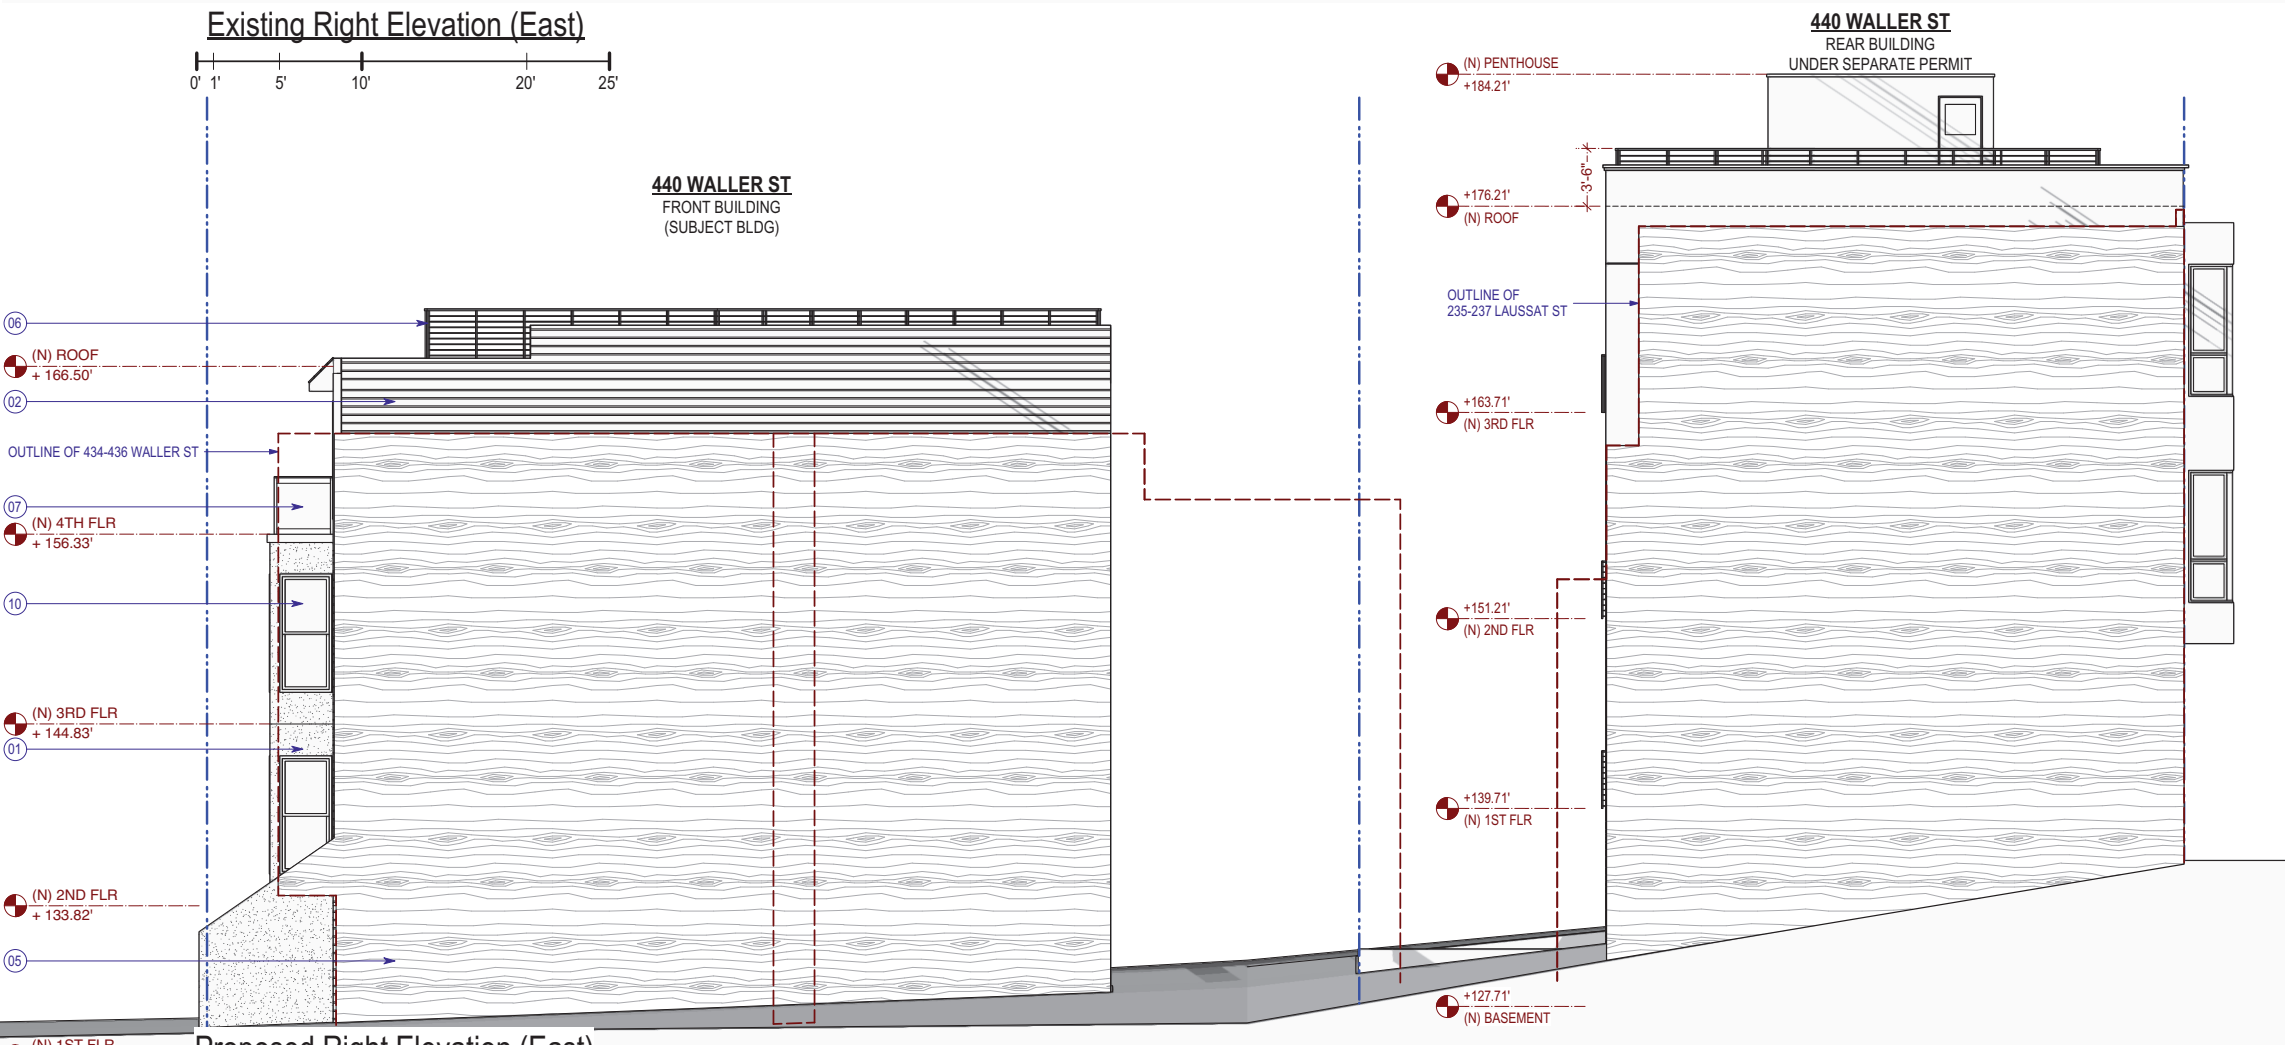 Existing Right Elevation (East)
0' 1' 5' 10' 20' 25'
440 WALLER ST
FRONT BUILDING
(SUBJECT BLDG)
06
(N) ROOF
+ 166.50'
02
OUTLINE OF 434-436 WALLER ST
07
(N) 4TH FLR
+ 156.33'
10
(N) 3RD FLR
+ 144.83'
01
(N) 2ND FLR
+ 133.82'
05
(N) 1ST FLR
Proposed Right Elevation (East)
440 WALLER ST
REAR BUILDING
UNDER SEPARATE PERMIT
(N) PENTHOUSE
+184.21'
3'-6"
+176.21'
(N) ROOF
OUTLINE OF
235-237 LAUSSAT ST
+163.71'
(N) 3RD FLR
+151.21'
(N) 2ND FLR
+139.71'
(N) 1ST FLR
+127.71'
(N) BASEMENT